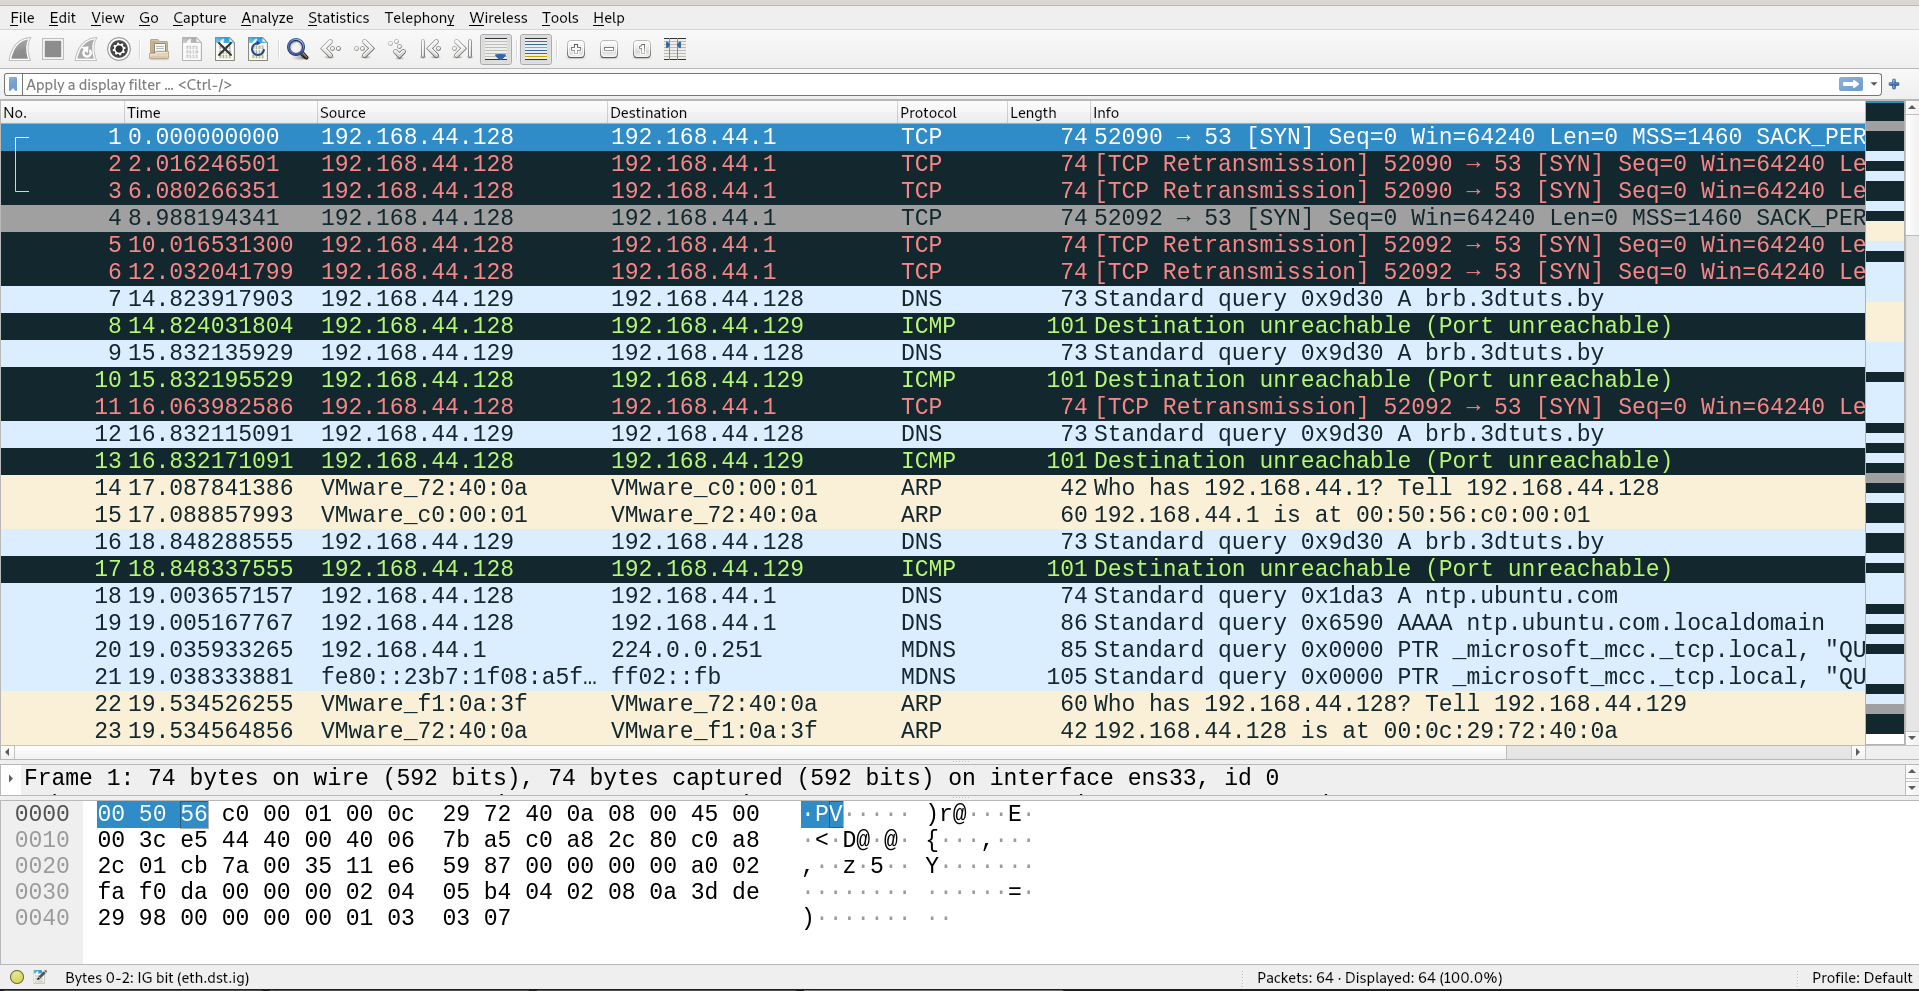 File Edit View Go Capture Analyze Statistics Telephony Wireless Tools Help
Apply a display filter … <Ctrl-/>
No. Time Source Destination Protocol Length Info
1 0.000000000 192.168.44.128 192.168.44.1 TCP 74 52090 → 53 [SYN] Seq=0 Win=64240 Len=0 MSS=1460 SACK_PER
2 2.016246501 192.168.44.128 192.168.44.1 TCP 74 [TCP Retransmission] 52090 → 53 [SYN] Seq=0 Win=64240 Le
3 6.080266351 192.168.44.128 192.168.44.1 TCP 74 [TCP Retransmission] 52090 → 53 [SYN] Seq=0 Win=64240 Le
4 8.988194341 192.168.44.128 192.168.44.1 TCP 74 52092 → 53 [SYN] Seq=0 Win=64240 Len=0 MSS=1460 SACK_PER
5 10.016531300 192.168.44.128 192.168.44.1 TCP 74 [TCP Retransmission] 52092 → 53 [SYN] Seq=0 Win=64240 Le
6 12.032041799 192.168.44.128 192.168.44.1 TCP 74 [TCP Retransmission] 52092 → 53 [SYN] Seq=0 Win=64240 Le
7 14.823917903 192.168.44.129 192.168.44.128 DNS 73 Standard query 0x9d30 A brb.3dtuts.by
8 14.824031804 192.168.44.128 192.168.44.129 ICMP 101 Destination unreachable (Port unreachable)
9 15.832135929 192.168.44.129 192.168.44.128 DNS 73 Standard query 0x9d30 A brb.3dtuts.by
10 15.832195529 192.168.44.128 192.168.44.129 ICMP 101 Destination unreachable (Port unreachable)
11 16.063982586 192.168.44.128 192.168.44.1 TCP 74 [TCP Retransmission] 52092 → 53 [SYN] Seq=0 Win=64240 Le
12 16.832115091 192.168.44.129 192.168.44.128 DNS 73 Standard query 0x9d30 A brb.3dtuts.by
13 16.832171091 192.168.44.128 192.168.44.129 ICMP 101 Destination unreachable (Port unreachable)
14 17.087841386 VMware_72:40:0a VMware_c0:00:01 ARP 42 Who has 192.168.44.1? Tell 192.168.44.128
15 17.088857993 VMware_c0:00:01 VMware_72:40:0a ARP 60 192.168.44.1 is at 00:50:56:c0:00:01
16 18.848288555 192.168.44.129 192.168.44.128 DNS 73 Standard query 0x9d30 A brb.3dtuts.by
17 18.848337555 192.168.44.128 192.168.44.129 ICMP 101 Destination unreachable (Port unreachable)
18 19.003657157 192.168.44.128 192.168.44.1 DNS 74 Standard query 0x1da3 A ntp.ubuntu.com
19 19.005167767 192.168.44.128 192.168.44.1 DNS 86 Standard query 0x6590 AAAA ntp.ubuntu.com.localdomain
20 19.035933265 192.168.44.1 224.0.0.251 MDNS 85 Standard query 0x0000 PTR _microsoft_mcc._tcp.local, "QU
21 19.038333881 fe80::23b7:1f08:a5f… ff02::fb MDNS 105 Standard query 0x0000 PTR _microsoft_mcc._tcp.local, "QU
22 19.534526255 VMware_f1:0a:3f VMware_72:40:0a ARP 60 Who has 192.168.44.128? Tell 192.168.44.129
23 19.534564856 VMware_72:40:0a VMware_f1:0a:3f ARP 42 192.168.44.128 is at 00:0c:29:72:40:0a
Frame 1: 74 bytes on wire (592 bits), 74 bytes captured (592 bits) on interface ens33, id 0
0000 00 50 56 c0 00 01 00 0c 29 72 40 0a 08 00 45 00 ·PV····· )r@···E·
0010 00 3c e5 44 40 00 40 06 7b a5 c0 a8 2c 80 c0 a8 ·<·D@·@· {···,···
0020 2c 01 cb 7a 00 35 11 e6 59 87 00 00 00 00 a0 02 ,··z·5·· Y·······
0030 fa f0 da 00 00 00 02 04 05 b4 04 02 08 0a 3d de ········ ······=·
0040 29 98 00 00 00 00 01 03 03 07 )······· ··
Bytes 0-2: IG bit (eth.dst.ig) Packets: 64 · Displayed: 64 (100.0%) Profile: Default